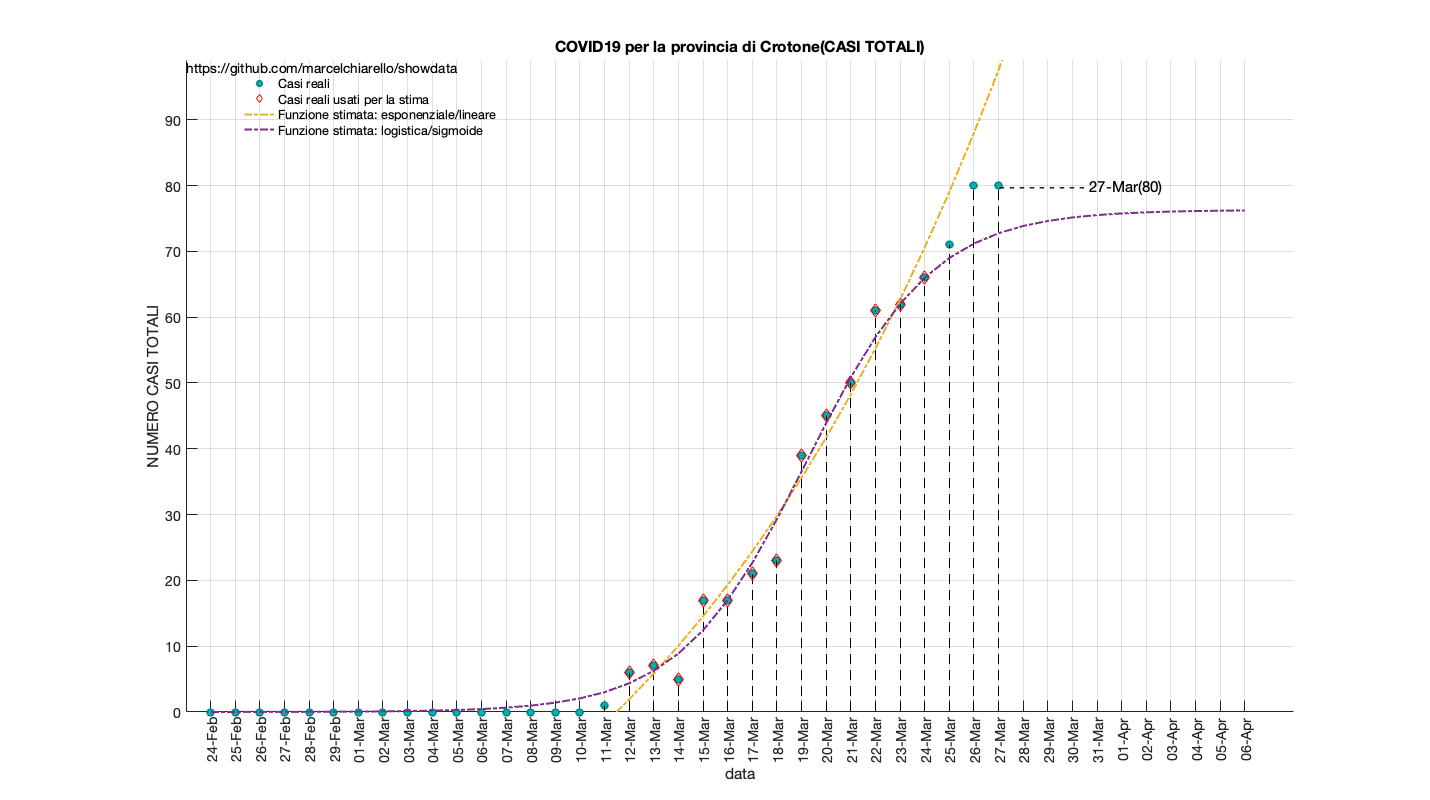 COVID19 per la provincia di Crotone(CASI TOTALI)
https://github.com/marcelchiarello/showdata
Casi reali
Casi reali usati per la stima
Funzione stimata: esponenziale/lineare
Funzione stimata: logistica/sigmoide
90
80
70
60
50
40
30
20
10
0
NUMERO CASI TOTALI
27-Mar(80)
24-Feb
25-Feb
26-Feb
27-Feb
28-Feb
29-Feb
01-Mar
02-Mar
03-Mar
04-Mar
05-Mar
06-Mar
07-Mar
08-Mar
09-Mar
10-Mar
11-Mar
12-Mar
13-Mar
14-Mar
15-Mar
16-Mar
17-Mar
18-Mar
19-Mar
20-Mar
21-Mar
22-Mar
23-Mar
24-Mar
25-Mar
26-Mar
27-Mar
28-Mar
29-Mar
30-Mar
31-Mar
01-Apr
02-Apr
03-Apr
04-Apr
05-Apr
06-Apr
data